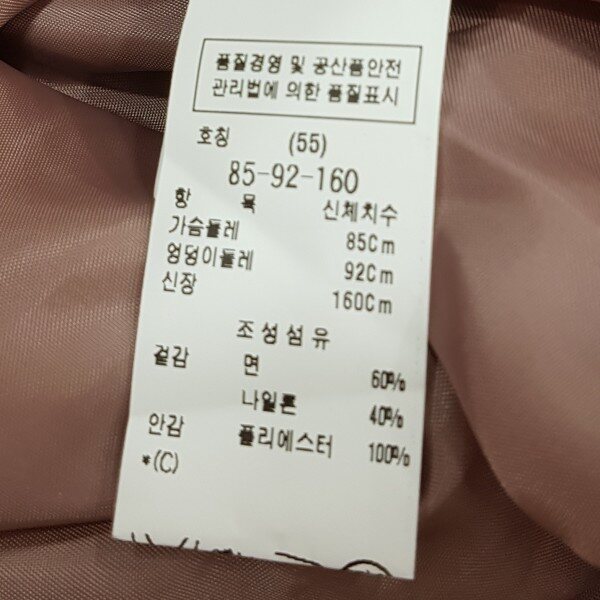 품질경영 및 공산품안전
관리법에 의한 품질표시
호칭 (55)
85-92-160
항 목 신체치수
가슴둘레 85Cm
엉덩이둘레 92Cm
신장 160Cm
조성섬유
겉감 면 60%
나일론 40%
안감 폴리에스터 100%
*(C)